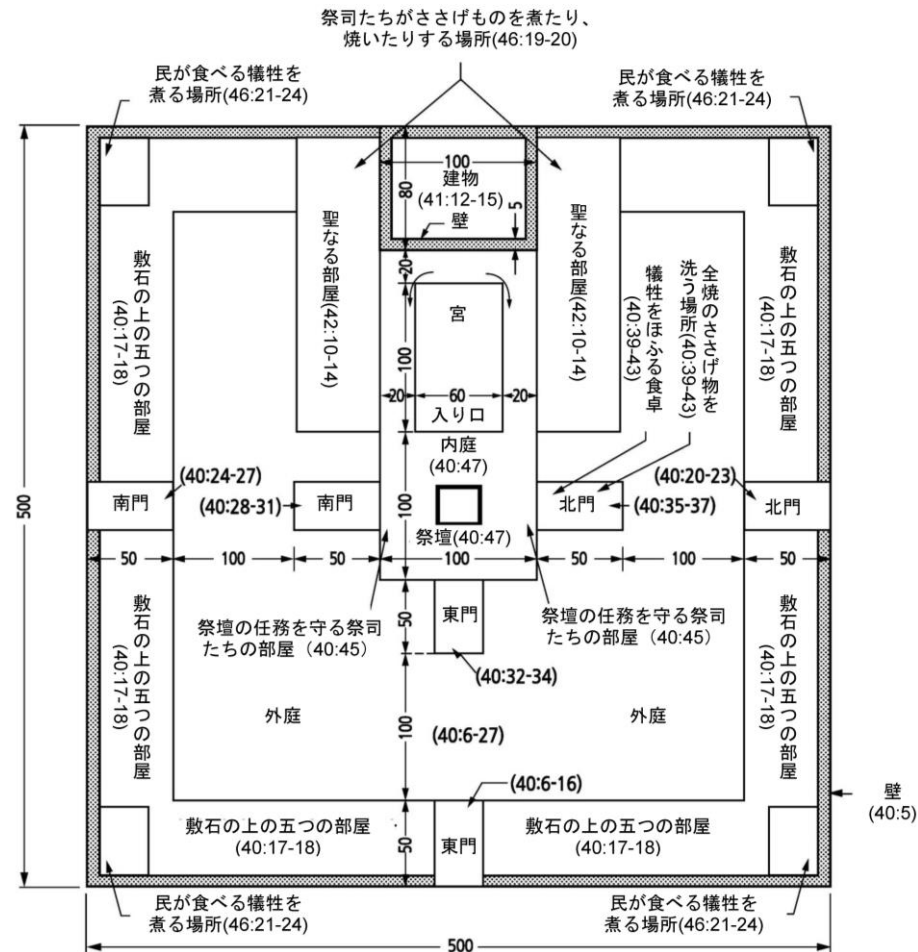 祭司たちがささげものを煮たり、
焼いたりする場所(46:19-20)
民が食べる犠牲を
煮る場所(46:21-24)
民が食べる犠牲を
煮る場所(46:21-24)
100
建物
(41:12-15)
壁
80
5
20
聖なる部屋(42:10-14)
聖なる部屋(42:10-14)
敷石の上の五つの部屋
(40:17-18)
宮
100
犠牲をほふる食卓
(40:39-43)
全焼のささげ物を
洗う場所(40:39-43)
敷石の上の五つの部屋
(40:17-18)
20
60
20
入り口
内庭
(40:47)
500
南門
(40:24-27)
(40:28-31)
南門
100
祭壇(40:47)
北門
(40:35-37)
(40:20-23)
北門
50
100
50
100
50
100
50
敷石の上の五つの部屋
(40:17-18)
祭壇の任務を守る祭司
たちの部屋（40:45）
50
東門
祭壇の任務を守る祭司
たちの部屋（40:45）
敷石の上の五つの部屋
(40:17-18)
(40:32-34)
外庭
100
(40:6-27)
外庭
(40:6-16)
壁
(40:5)
敷石の上の五つの部屋
(40:17-18)
50
東門
敷石の上の五つの部屋
(40:17-18)
民が食べる犠牲を
煮る場所(46:21-24)
民が食べる犠牲を
煮る場所(46:21-24)
500